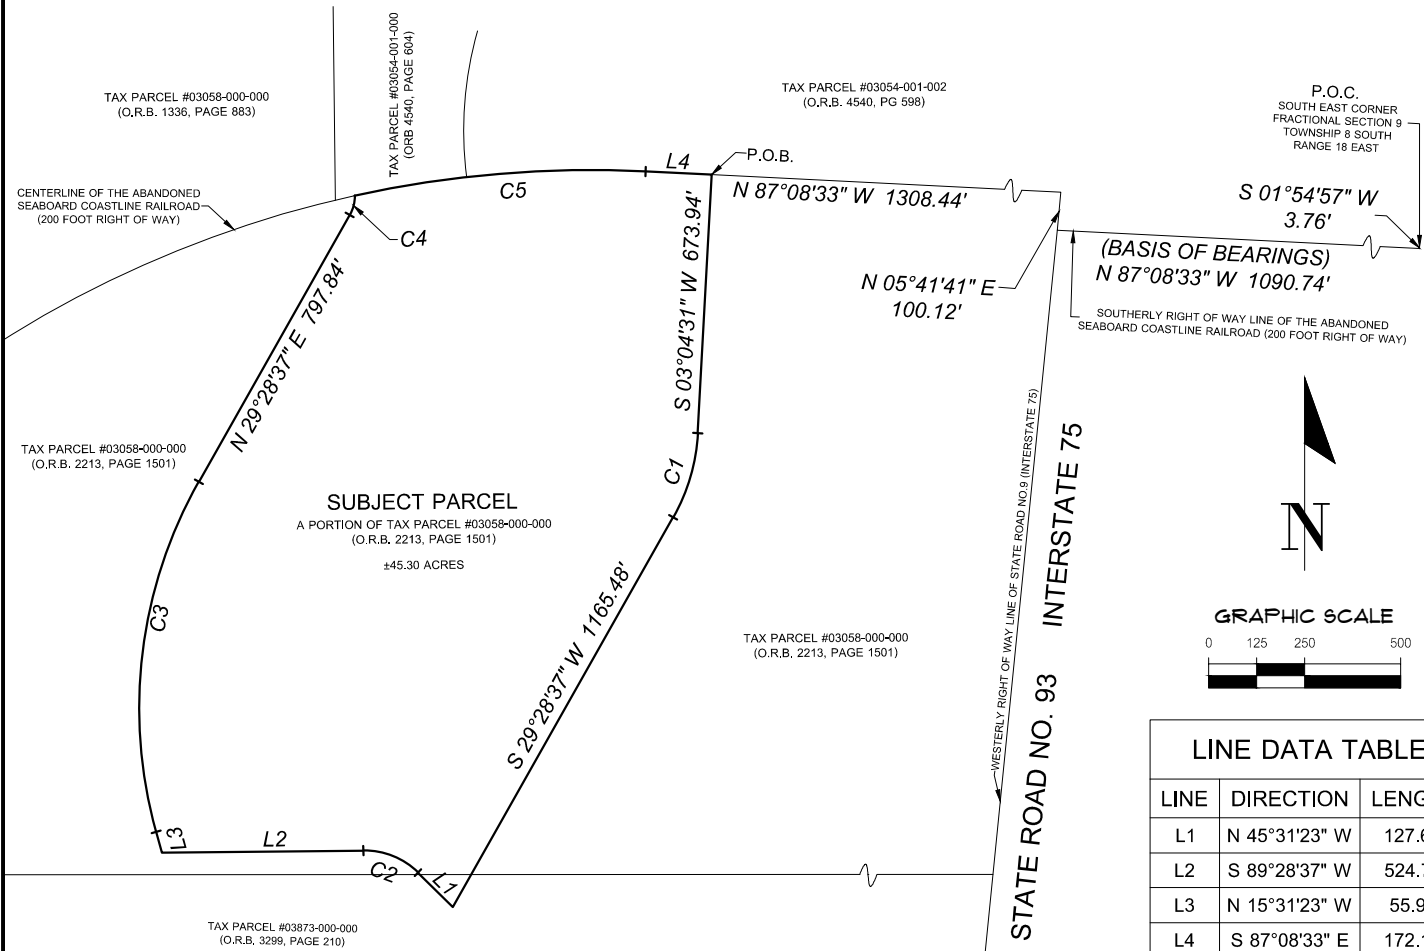 TAX PARCEL #03058-000-000
(O.R.B. 1336, PAGE 883)
TAX PARCEL #03054-001-000
(ORB 4540, PAGE 604)
TAX PARCEL #03054-001-002
(O.R.B. 4540, PG 598)
P.O.C.
SOUTH EAST CORNER
FRACTIONAL SECTION 9
TOWNSHIP 8 SOUTH
RANGE 18 EAST
CENTERLINE OF THE ABANDONED
SEABOARD COASTLINE RAILROAD
(200 FOOT RIGHT OF WAY)
C5
L4
P.O.B.
N 87°08'33" W 1308.44'
S 01°54'57" W
3.76'
C4
(BASIS OF BEARINGS)
N 87°08'33" W 1090.74'
N 05°41'41" E
100.12'
SOUTHERLY RIGHT OF WAY LINE OF THE ABANDONED
SEABOARD COASTLINE RAILROAD (200 FOOT RIGHT OF WAY)
N 29°28'37" E 797.84'
S 03°04'31" W 673.94'
TAX PARCEL #03058-000-000
(O.R.B. 2213, PAGE 1501)
C1
SUBJECT PARCEL
A PORTION OF TAX PARCEL #03058-000-000
(O.R.B. 2213, PAGE 1501)
±45.30 ACRES
C3
S 29°28'37" W 1165.48'
TAX PARCEL #03058-000-000
(O.R.B. 2213, PAGE 1501)
WESTERLY RIGHT OF WAY LINE OF STATE ROAD NO.9 (INTERSTATE 75)
STATE ROAD NO. 93 INTERSTATE 75
N
GRAPHIC SCALE
0 125 250 500
L3
L2
C2
L1
TAX PARCEL #03873-000-000
(O.R.B. 3299, PAGE 210)
LINE DATA TABLE
LINE DIRECTION LENG
L1 N 45°31'23" W 127.6
L2 S 89°28'37" W 524.7
L3 N 15°31'23" W 55.9
L4 S 87°08'33" E 172.1